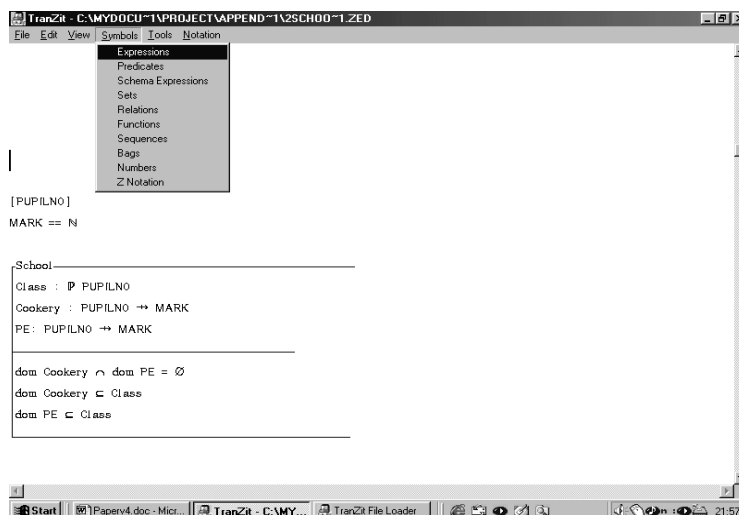 TranZit - C:\MYDOCU~1\PROJECT\APPEND~1\2SCHOO~1.ZED
File Edit View Symbols Tools Notation
Expressions
Predicates
Schema Expressions
Sets
Relations
Functions
Sequences
Bags
Numbers
Z Notation
[PUPILNO]
MARK == ℕ
School
Class : ℙ PUPILNO
Cookery : PUPILNO ⇸ MARK
PE: PUPILNO ⇸ MARK
dom Cookery ∩ dom PE = ∅
dom Cookery ⊆ Class
dom PE ⊆ Class
Start Paperv4.doc - Micr... TranZit - C:\MY... TranZit File Loader 21:57